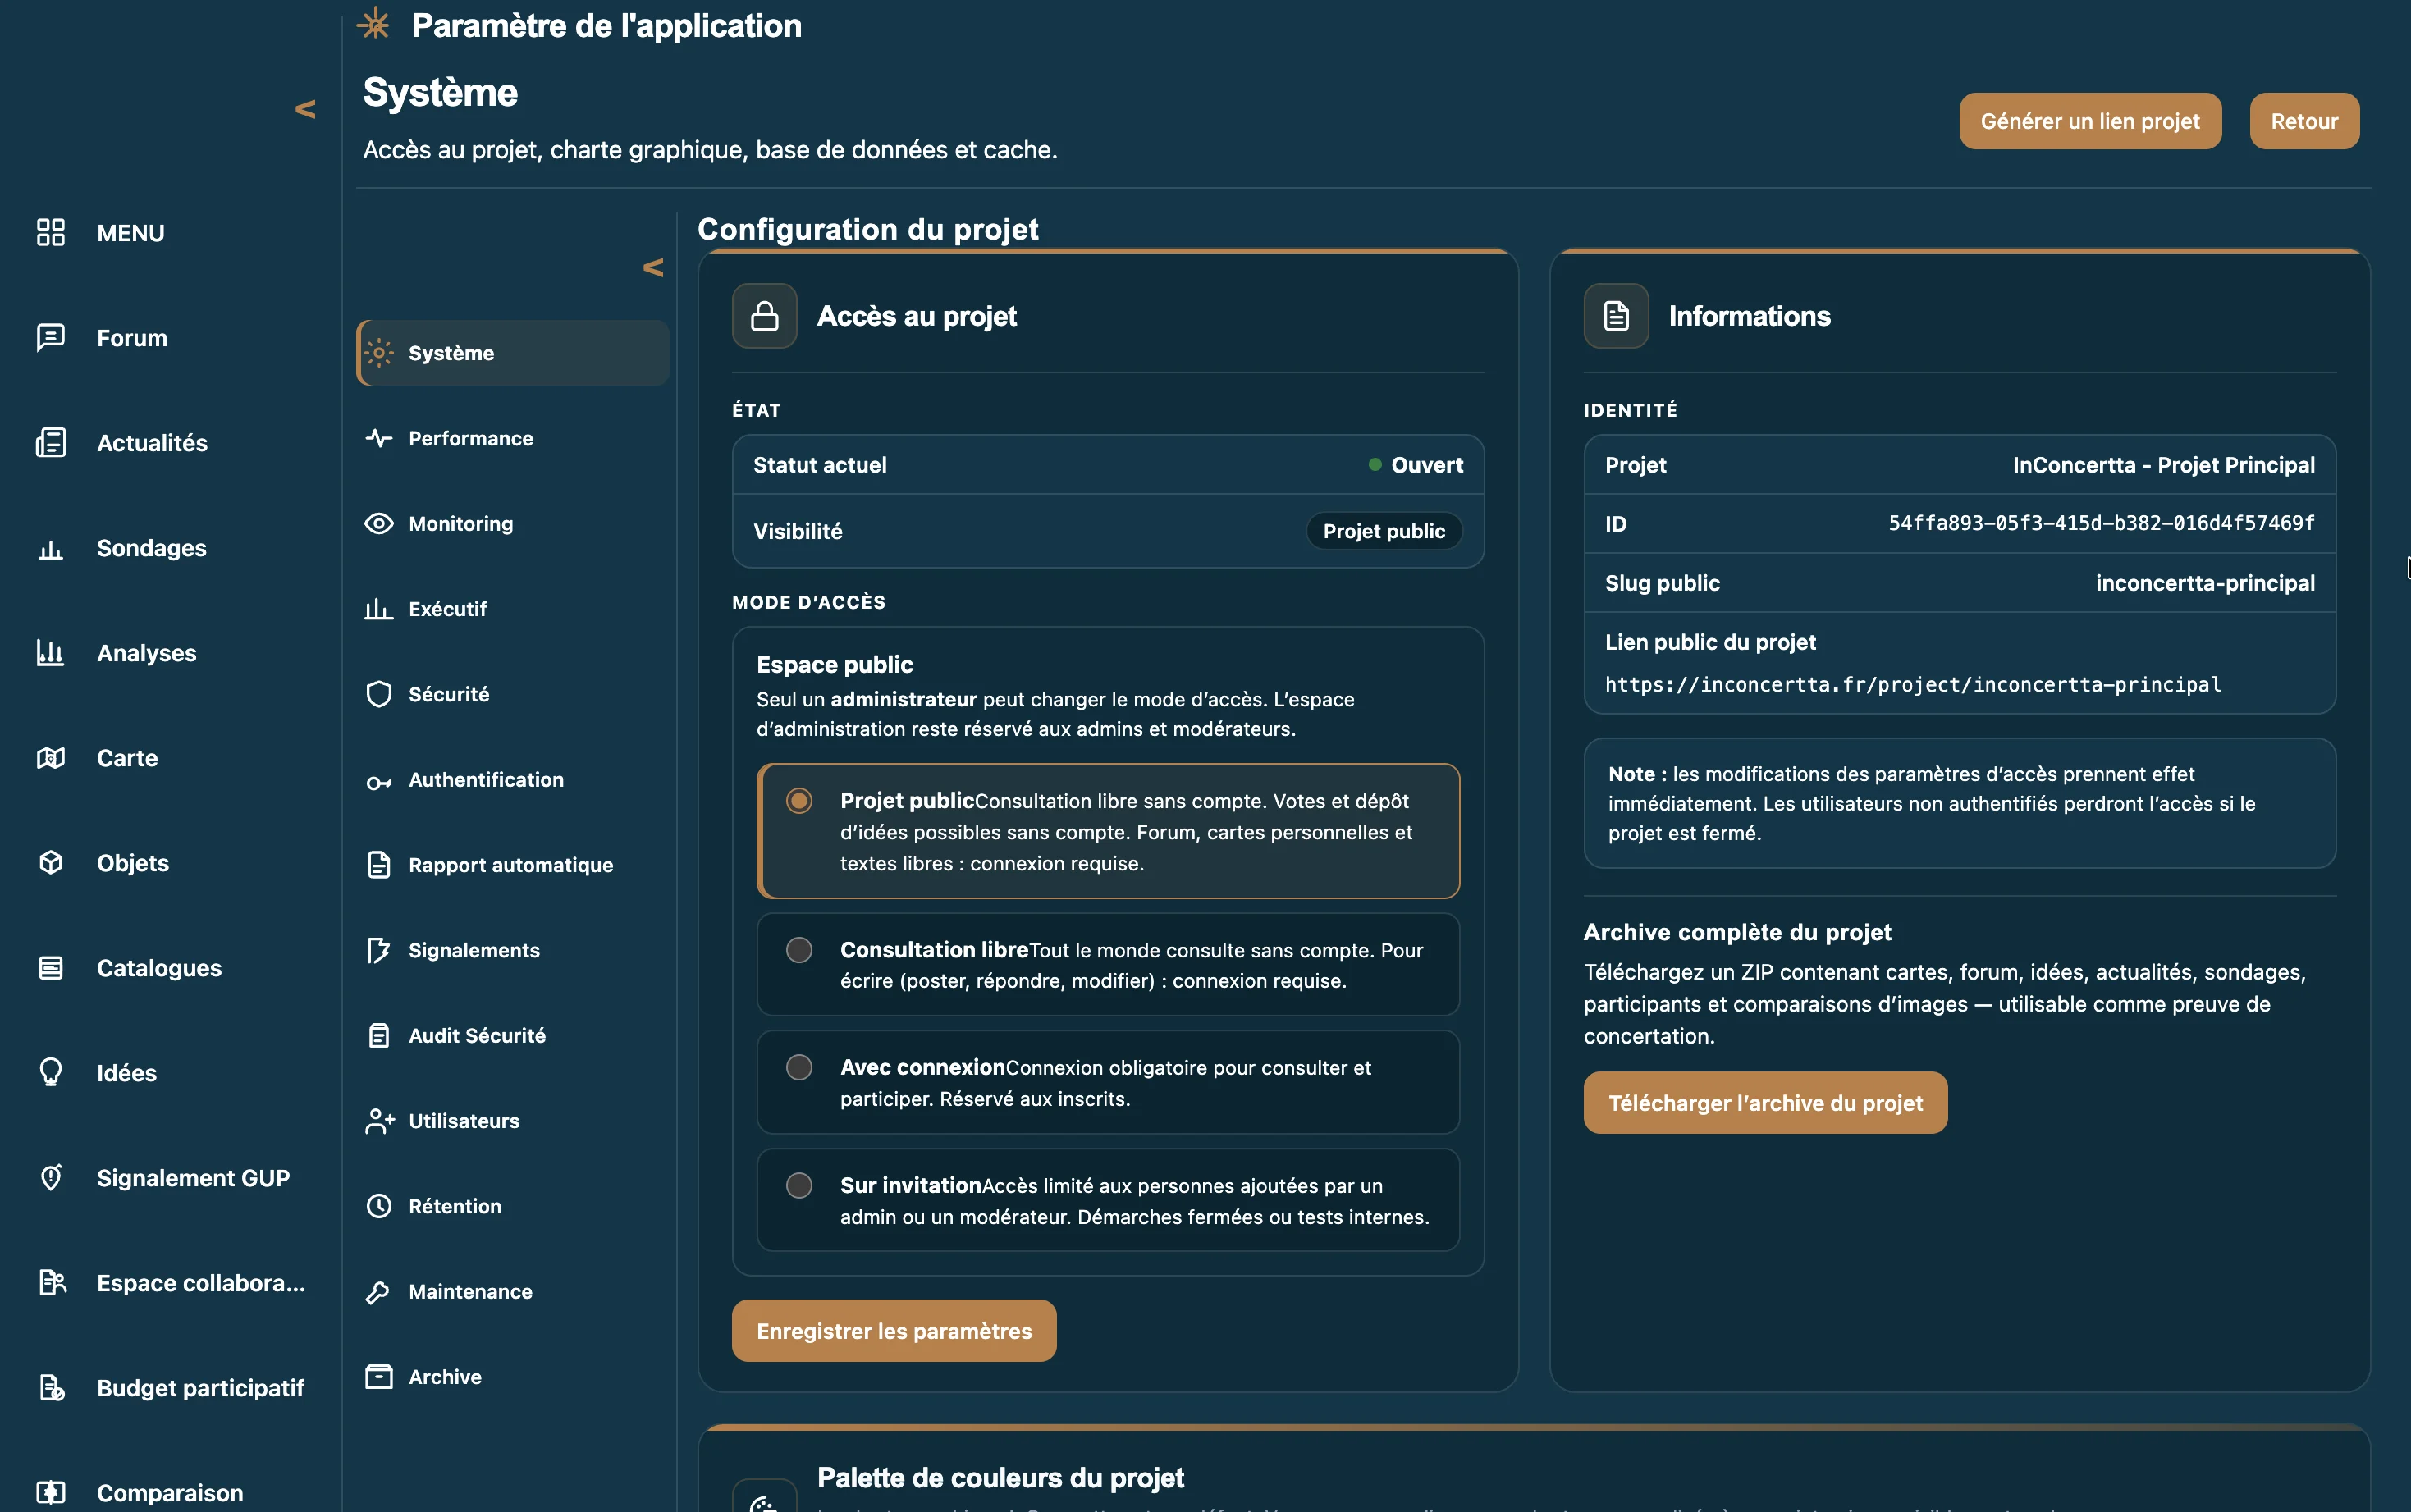 Paramètre de l'application
Système
Accès au projet, charte graphique, base de données et cache.
Générer un lien projet
Retour
<
MENU
Forum
Actualités
Sondages
Analyses
Carte
Objets
Catalogues
Idées
Signalement GUP
Espace collabora...
Budget participatif
Comparaison
<
Système
Performance
Monitoring
Exécutif
Sécurité
Authentification
Rapport automatique
Signalements
Audit Sécurité
Utilisateurs
Rétention
Maintenance
Archive
Configuration du projet
Accès au projet
ÉTAT
Statut actuel
Ouvert
Visibilité
Projet public
MODE D’ACCÈS
Espace public
Seul un administrateur peut changer le mode d’accès. L’espace
d’administration reste réservé aux admins et modérateurs.
Projet publicConsultation libre sans compte. Votes et dépôt
d’idées possibles sans compte. Forum, cartes personnelles et
textes libres : connexion requise.
Consultation libreTout le monde consulte sans compte. Pour
écrire (poster, répondre, modifier) : connexion requise.
Avec connexionConnexion obligatoire pour consulter et
participer. Réservé aux inscrits.
Sur invitationAccès limité aux personnes ajoutées par un
admin ou un modérateur. Démarches fermées ou tests internes.
Enregistrer les paramètres
Informations
IDENTITÉ
Projet
InConcertta - Projet Principal
ID
54ffa893-05f3-415d-b382-016d4f57469f
Slug public
inconcertta-principal
Lien public du projet
https://inconcertta.fr/project/inconcertta-principal
Note : les modifications des paramètres d’accès prennent effet
immédiatement. Les utilisateurs non authentifiés perdront l’accès si le
projet est fermé.
Archive complète du projet
Téléchargez un ZIP contenant cartes, forum, idées, actualités, sondages,
participants et comparaisons d’images — utilisable comme preuve de
concertation.
Télécharger l’archive du projet
Palette de couleurs du projet